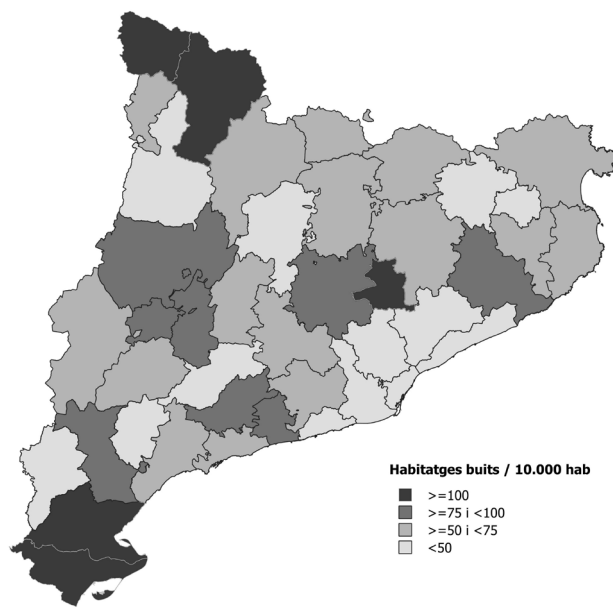 Habitatges buits / 10.000 hab
>=100
>=75 i <100
>=50 i <75
<50